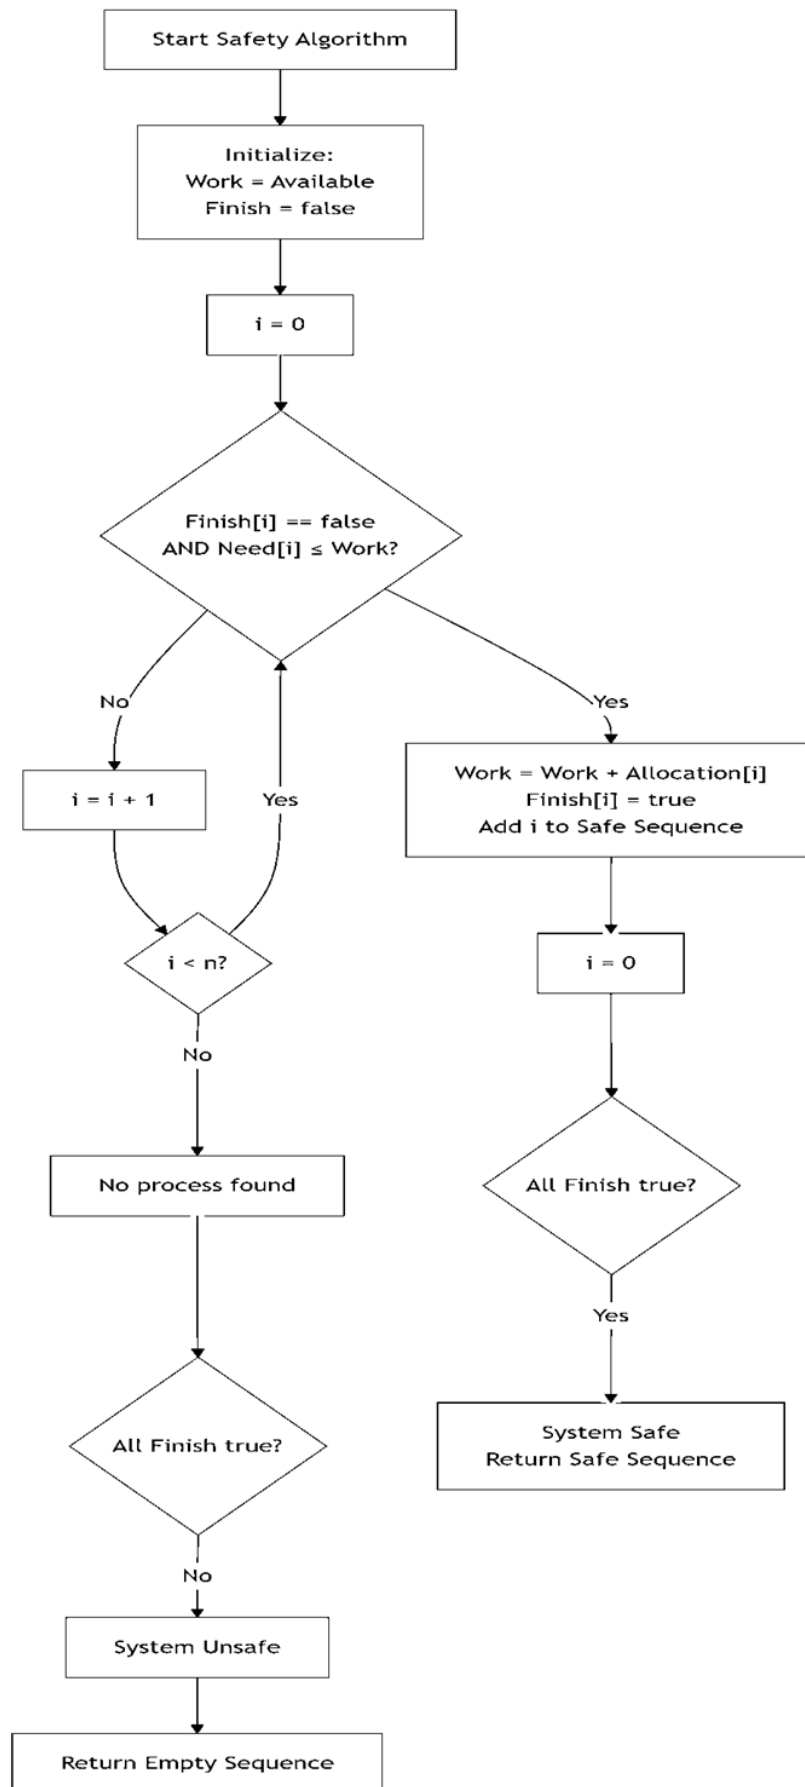 Start Safety Algorithm
Initialize:
Work = Available
Finish = false
i = 0
Finish[i] == false
AND Need[i] ≤ Work?
No
Yes
i = i + 1
Yes
Work = Work + Allocation[i]
Finish[i] = true
Add i to Safe Sequence
i < n?
i = 0
No
No process found
All Finish true?
Yes
All Finish true?
System Safe
Return Safe Sequence
No
System Unsafe
Return Empty Sequence